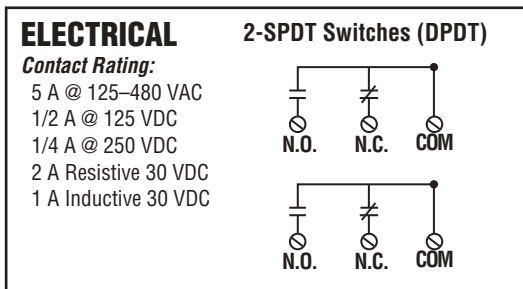 ELECTRICAL
Contact Rating:
5 A @ 125–480 VAC
1/2 A @ 125 VDC
1/4 A @ 250 VDC
2 A Resistive 30 VDC
1 A Inductive 30 VDC
2-SPDT Switches (DPDT)
N.O. N.C. COM
N.O. N.C. COM